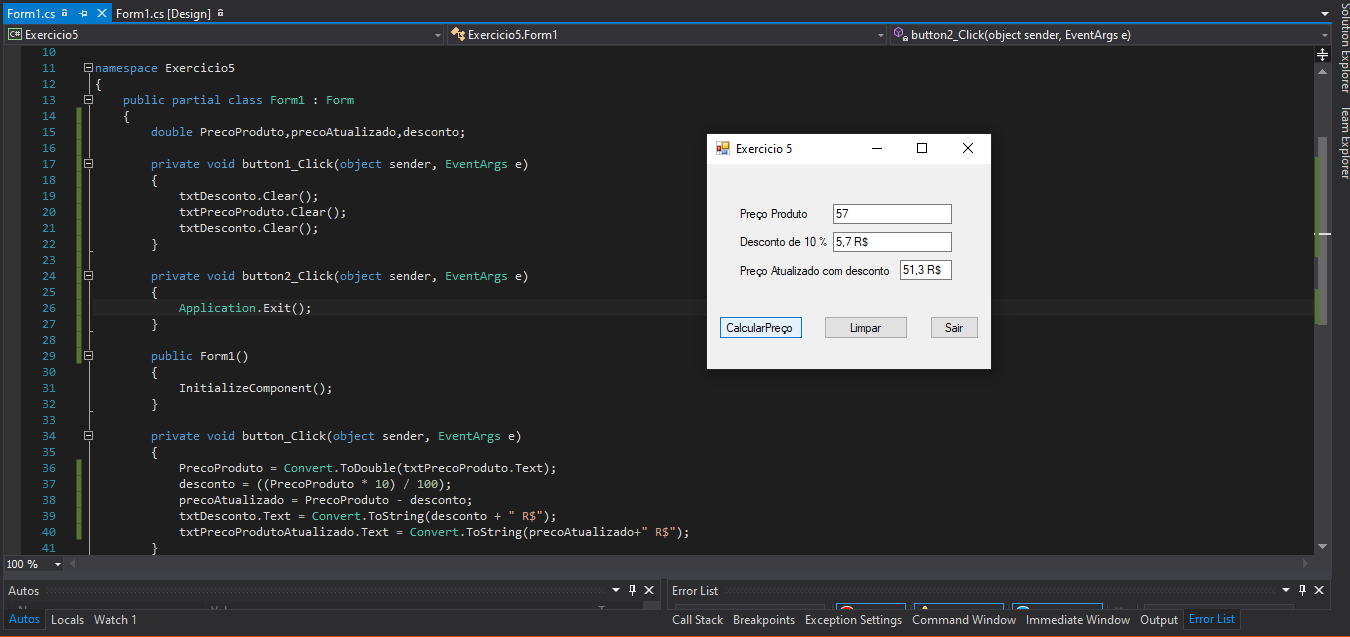 Form1.cs Form1.cs [Design]
Exercicio5 Exercicio5.Form1 button2_Click(object sender, EventArgs e)
Solution Explorer
Team Explorer
10
11 namespace Exercicio5
12 {
13 public partial class Form1 : Form
14 {
15 double PrecoProduto,precoAtualizado,desconto;
16
17 private void button1_Click(object sender, EventArgs e)
18 {
19 txtDesconto.Clear();
20 txtPrecoProduto.Clear();
21 txtDesconto.Clear();
22 }
23
24 private void button2_Click(object sender, EventArgs e)
25 {
26 Application.Exit();
27 }
28
29 public Form1()
30 {
31 InitializeComponent();
32 }
33
34 private void button_Click(object sender, EventArgs e)
35 {
36 PrecoProduto = Convert.ToDouble(txtPrecoProduto.Text);
37 desconto = ((PrecoProduto * 10) / 100);
38 precoAtualizado = PrecoProduto - desconto;
39 txtDesconto.Text = Convert.ToString(desconto + " R$");
40 txtPrecoProdutoAtualizado.Text = Convert.ToString(precoAtualizado+" R$");
41 }
Exercicio 5
Preço Produto 57
Desconto de 10 % 5,7 R$
Preço Atualizado com desconto 51,3 R$
CalcularPreço Limpar Sair
100 %
Autos Error List
Autos Locals Watch 1 Call Stack Breakpoints Exception Settings Command Window Immediate Window Output Error List